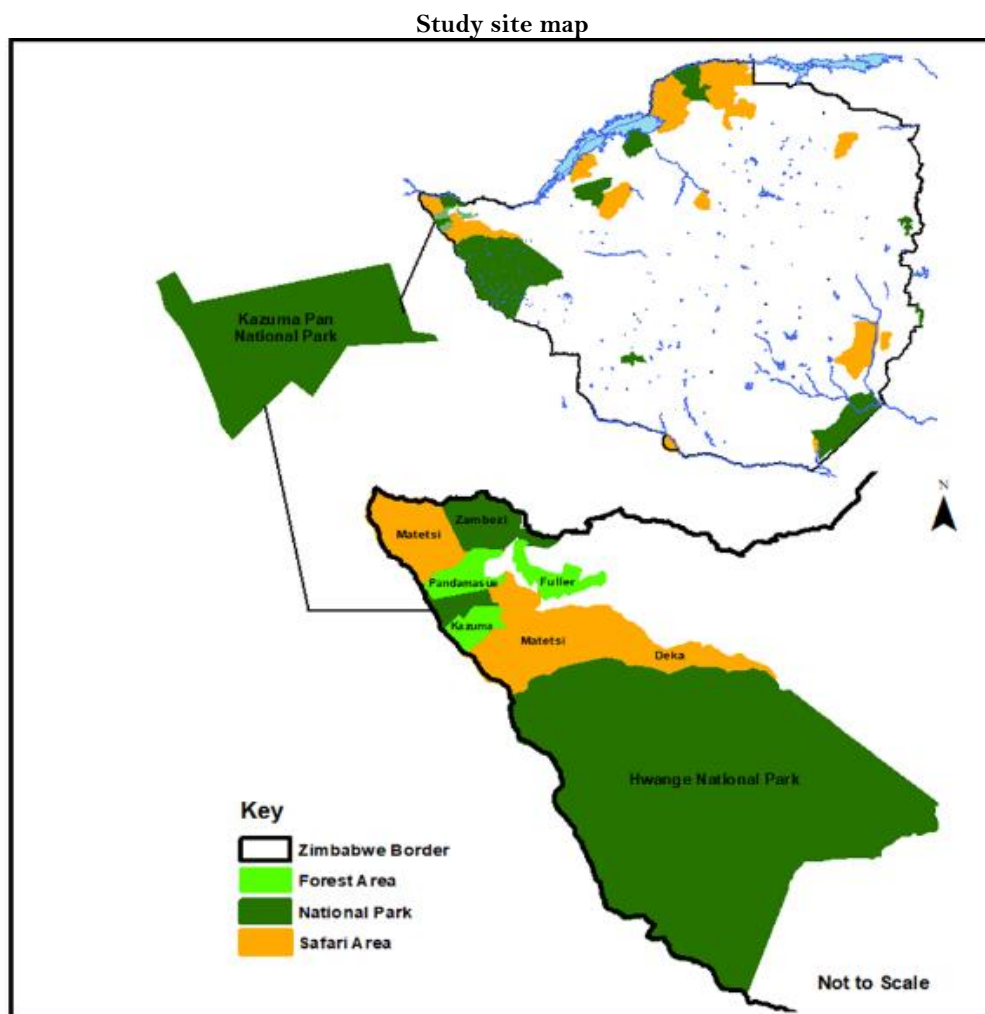 Study site map
Kazuma Pan
National Park
N
Zambezi
Matetsi
Pandamasue
Fuller
Kazuma
Matetsi
Deka
Hwange National Park
Key
Zimbabwe Border
Forest Area
National Park
Safari Area
Not to Scale